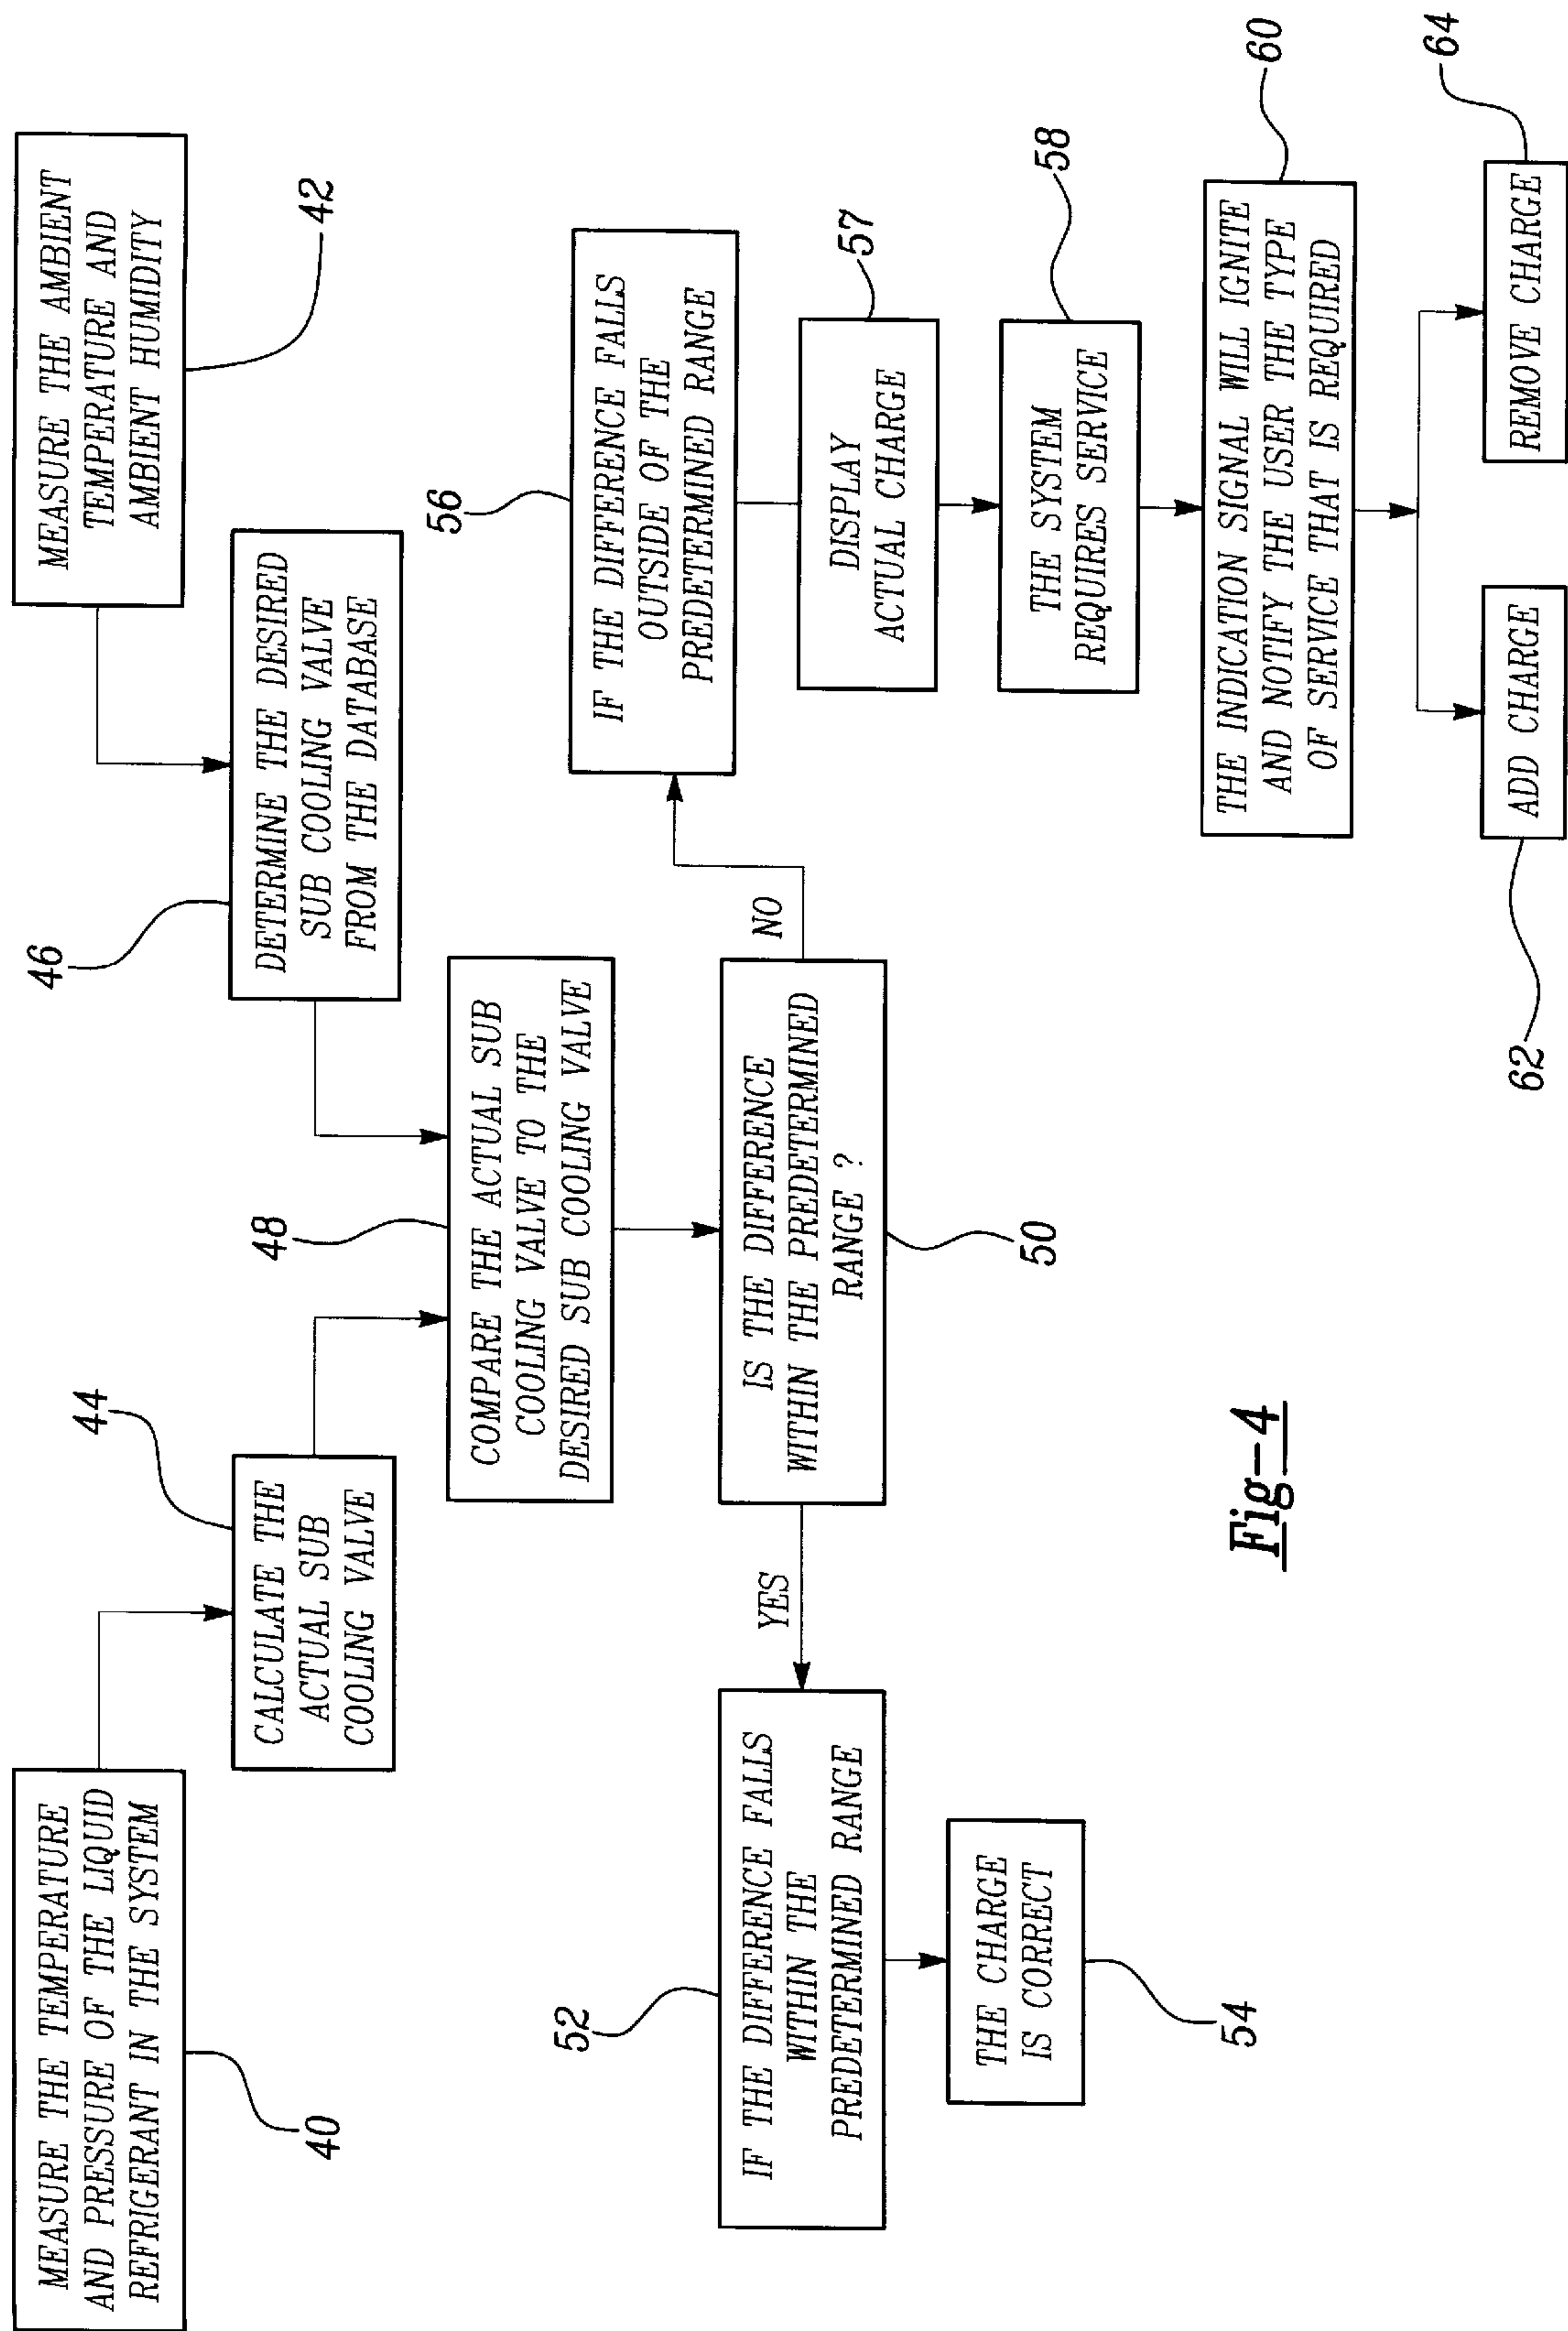 MEASURE THE TEMPERATURE
AND PRESSURE OF THE LIQUID
REFRIGERANT IN THE SYSTEM
40
MEASURE THE AMBIENT
TEMPERATURE AND
AMBIENT HUMIDITY
42
44
CALCULATE THE
ACTUAL SUB
COOLING VALVE
46
DETERMINE THE DESIRED
SUB COOLING VALVE
FROM THE DATABASE
48
COMPARE THE ACTUAL SUB
COOLING VALVE TO THE
DESIRED SUB COOLING VALVE
IS THE DIFFERENCE
WITHIN THE PREDETERMINED
RANGE ?
50
YES
NO
52
IF THE DIFFERENCE FALLS
WITHIN THE
PREDETERMINED RANGE
THE CHARGE
IS CORRECT
54
56
IF THE DIFFERENCE FALLS
OUTSIDE OF THE
PREDETERMINED RANGE
DISPLAY
ACTUAL CHARGE
57
THE SYSTEM
REQUIRES SERVICE
58
THE INDICATION SIGNAL WILL IGNITE
AND NOTIFY THE USER THE TYPE
OF SERVICE THAT IS REQUIRED
60
ADD CHARGE
62
REMOVE CHARGE
64
Fig-4